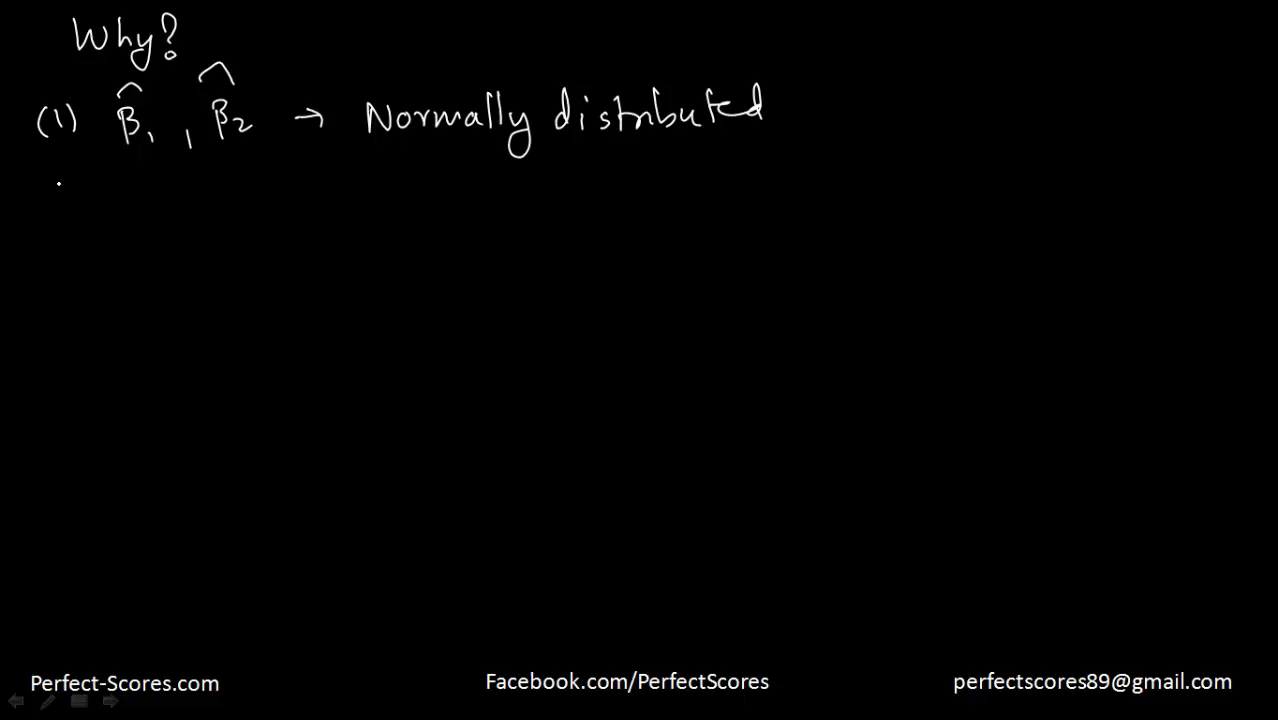 Why?
(1) β̂₁, β̂₂ → Normally distributed
Perfect-Scores.com Facebook.com/PerfectScores perfectscores89@gmail.com